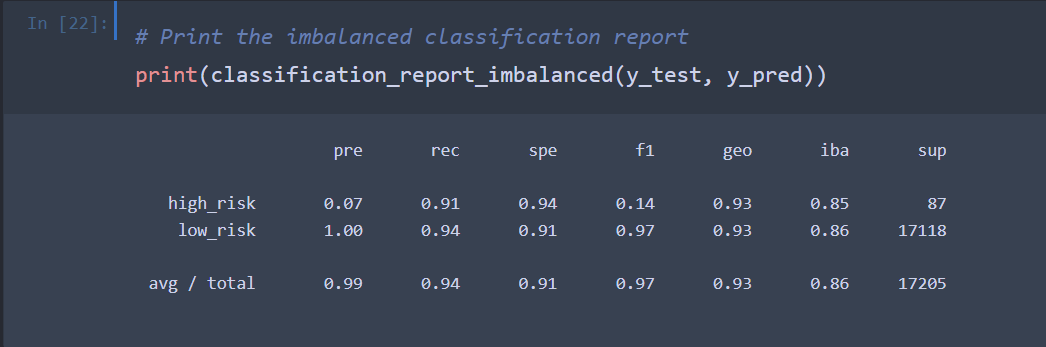 In [22]:
# Print the imbalanced classification report
print(classification_report_imbalanced(y_test, y_pred))
pre rec spe f1 geo iba sup
high_risk 0.07 0.91 0.94 0.14 0.93 0.85 87
low_risk 1.00 0.94 0.91 0.97 0.93 0.86 17118
avg / total 0.99 0.94 0.91 0.97 0.93 0.86 17205